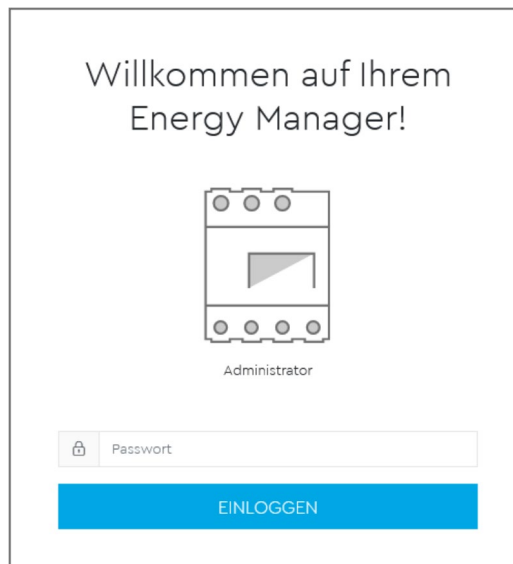 Willkommen auf Ihrem
Energy Manager!
Administrator
Passwort
EINLOGGEN